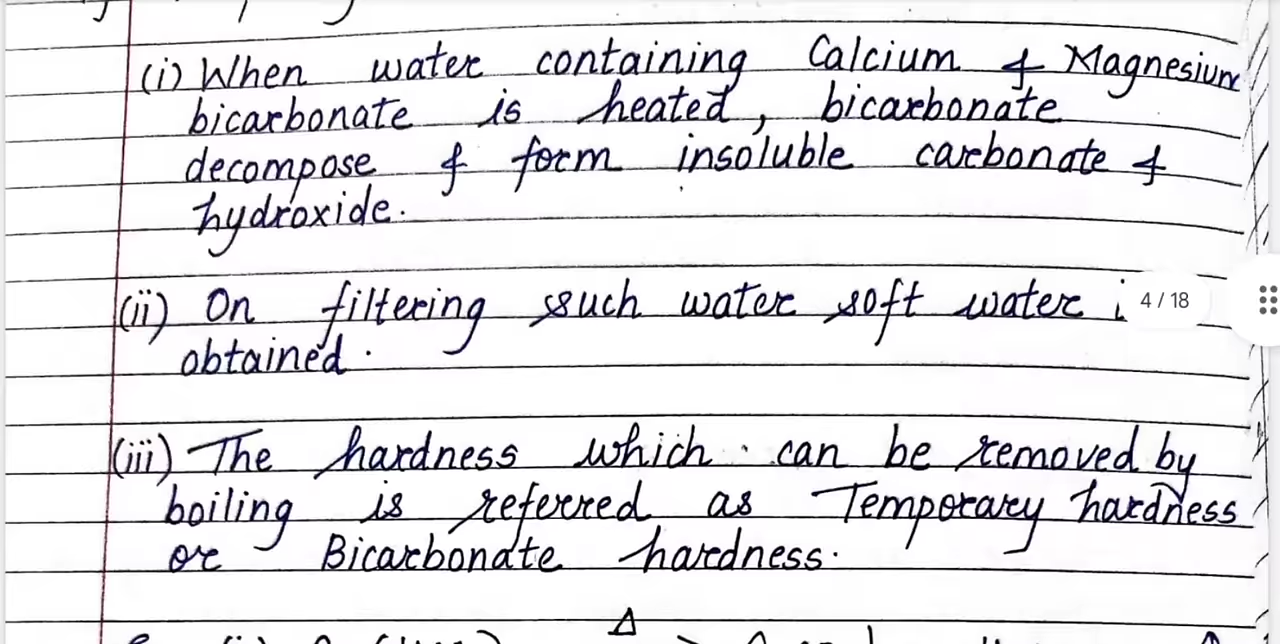 (i) When water containing Calcium & Magnesium
bicarbonate is heated, bicarbonate
decompose & form insoluble carbonate &
hydroxide.
(ii) On filtering such water soft water i
4 / 18
obtained.
(iii) The hardness which can be removed by
boiling is referred as Temporary hardness
or Bicarbonate hardness.
Δ